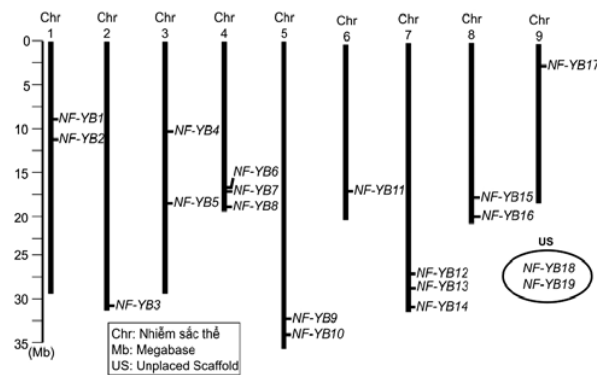 Chr Chr Chr Chr Chr Chr Chr Chr Chr
1 2 3 4 5 6 7 8 9
0
5
10
15
20
25
30
35
(Mb)
NF-YB1
NF-YB2
NF-YB3
NF-YB4
NF-YB5
NF-YB6
NF-YB7
NF-YB8
NF-YB9
NF-YB10
NF-YB11
NF-YB12
NF-YB13
NF-YB14
NF-YB15
NF-YB16
NF-YB17
US
NF-YB18
NF-YB19
Chr: Nhiễm sắc thể
Mb: Megabase
US: Unplaced Scaffold